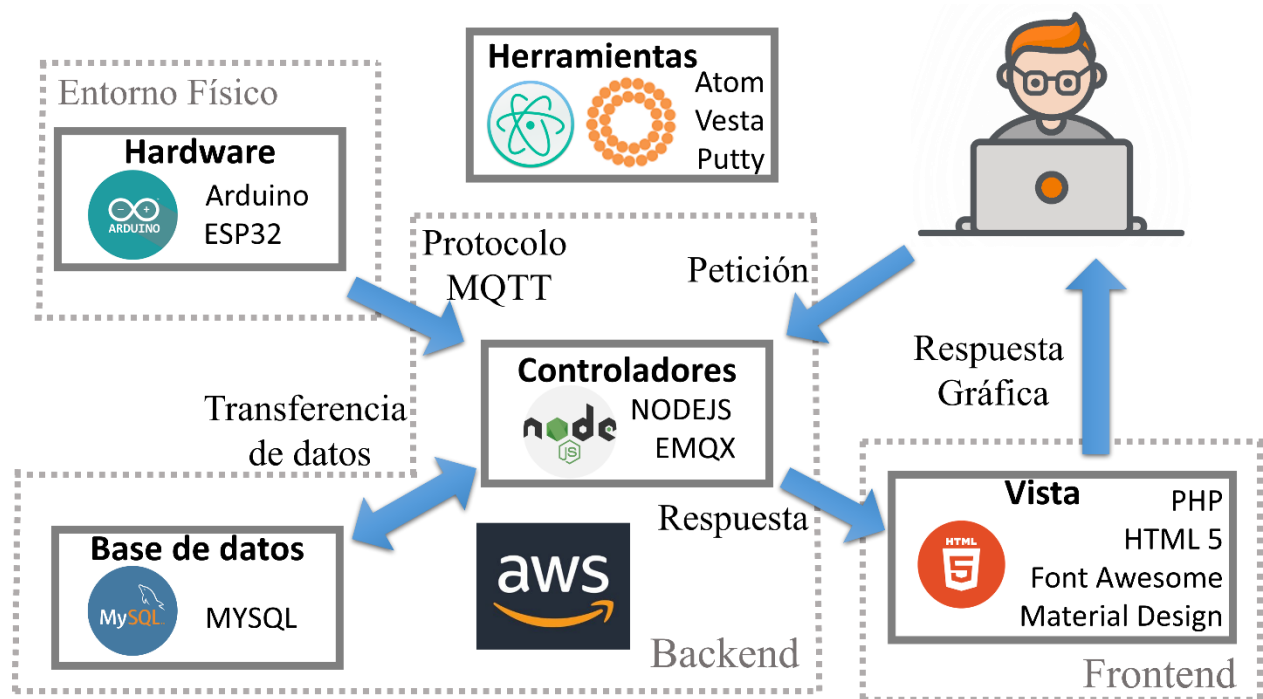 Entorno Físico
Hardware
ARDUINO
Arduino
ESP32
Herramientas
Atom
Vesta
Putty
Protocolo
MQTT
Petición
Controladores
node
JS
NODEJS
EMQX
Transferencia
de datos
Respuesta
Gráfica
Base de datos
MySQL
MYSQL
aws
Respuesta
Backend
Vista
HTML
5
PHP
HTML 5
Font Awesome
Material Design
Frontend